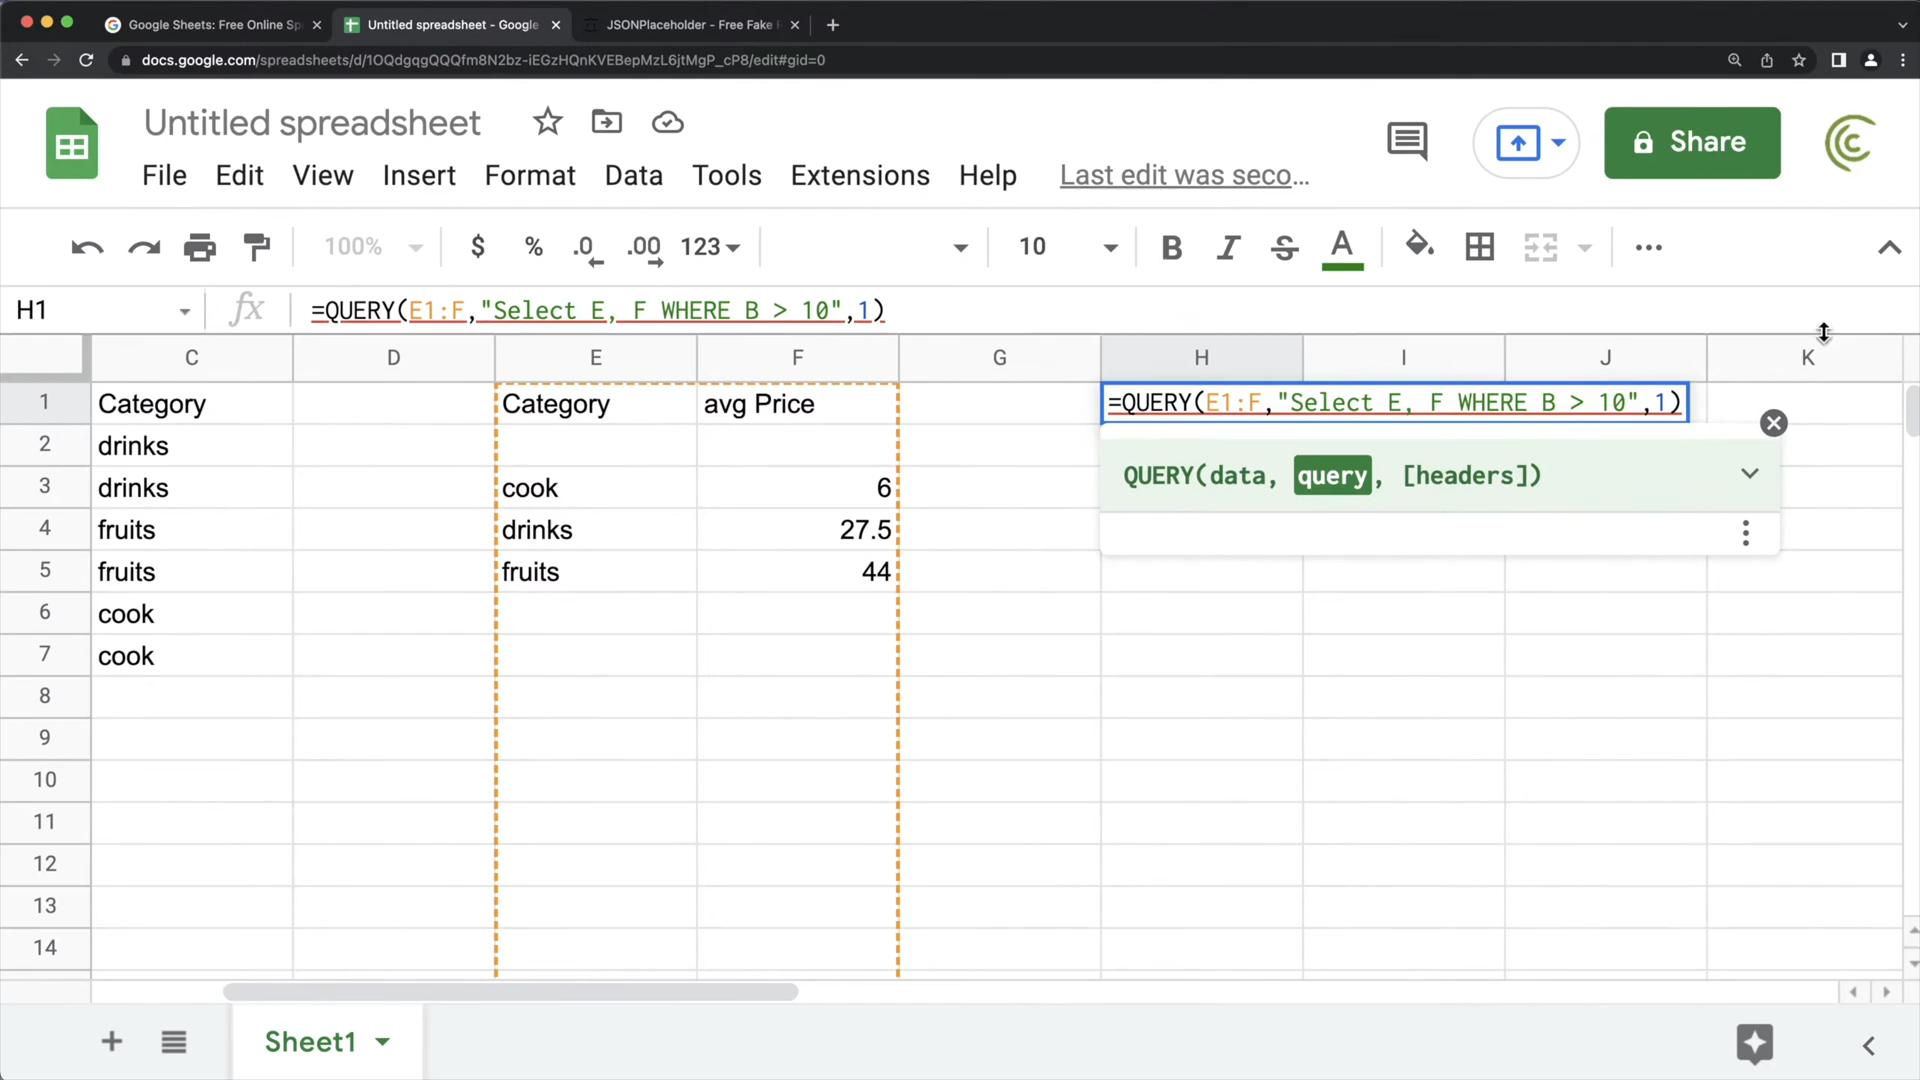 Google Sheets: Free Online Sp
Untitled spreadsheet - Google
JSONPlaceholder - Free Fake
docs.google.com/spreadsheets/d/1OQdgqgQQQfm8N2bz-iEGzHQnKVEBepMzL6jtMgP_cP8/edit#gid=0
Untitled spreadsheet
Share
File Edit View Insert Format Data Tools Extensions Help Last edit was seco...
100% $ % .0 .00 123 10 B I S A
H1 fx =QUERY(E1:F,"Select E, F WHERE B > 10",1)
C D E F G H I J K
1 Category Category avg Price =QUERY(E1:F,"Select E, F WHERE B > 10",1)
2 drinks
QUERY(data, query, [headers])
3 drinks cook 6
4 fruits drinks 27.5
5 fruits fruits 44
6 cook
7 cook
8
9
10
11
12
13
14
Sheet1